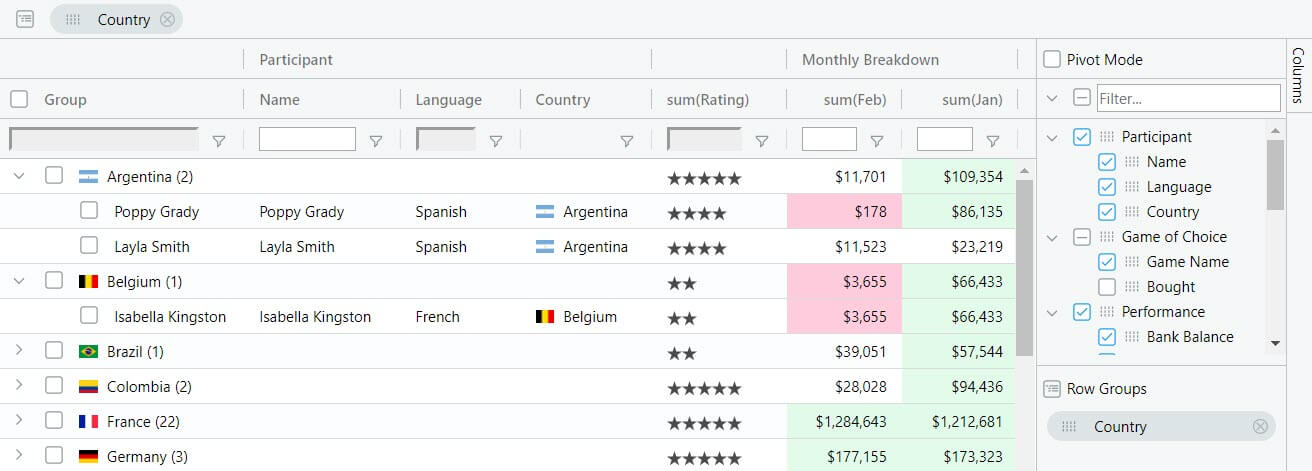 Country
Participant Monthly Breakdown
Group Name Language Country sum(Rating) sum(Feb) sum(Jan)
Argentina (2) $11,701 $109,354
Poppy Grady Poppy Grady Spanish Argentina $178 $86,135
Layla Smith Layla Smith Spanish Argentina $11,523 $23,219
Belgium (1) $3,655 $66,433
Isabella Kingston Isabella Kingston French Belgium $3,655 $66,433
Brazil (1) $39,051 $57,544
Colombia (2) $28,028 $94,436
France (22) $1,284,643 $1,212,681
Germany (3) $177,155 $173,323
Pivot Mode
Filter...
Participant
Name
Language
Country
Game of Choice
Game Name
Bought
Performance
Bank Balance
Row Groups
Country
Columns